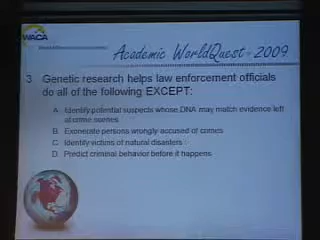 WACA
Academic WorldQuest - 2009
3 Genetic research helps law enforcement officials
do all of the following EXCEPT:
A. Identify potential suspects whose DNA may match evidence left
at crime scenes
B. Exonerate persons wrongly accused of crimes
C. Identify victims of natural disasters
D. Predict criminal behavior before it happens